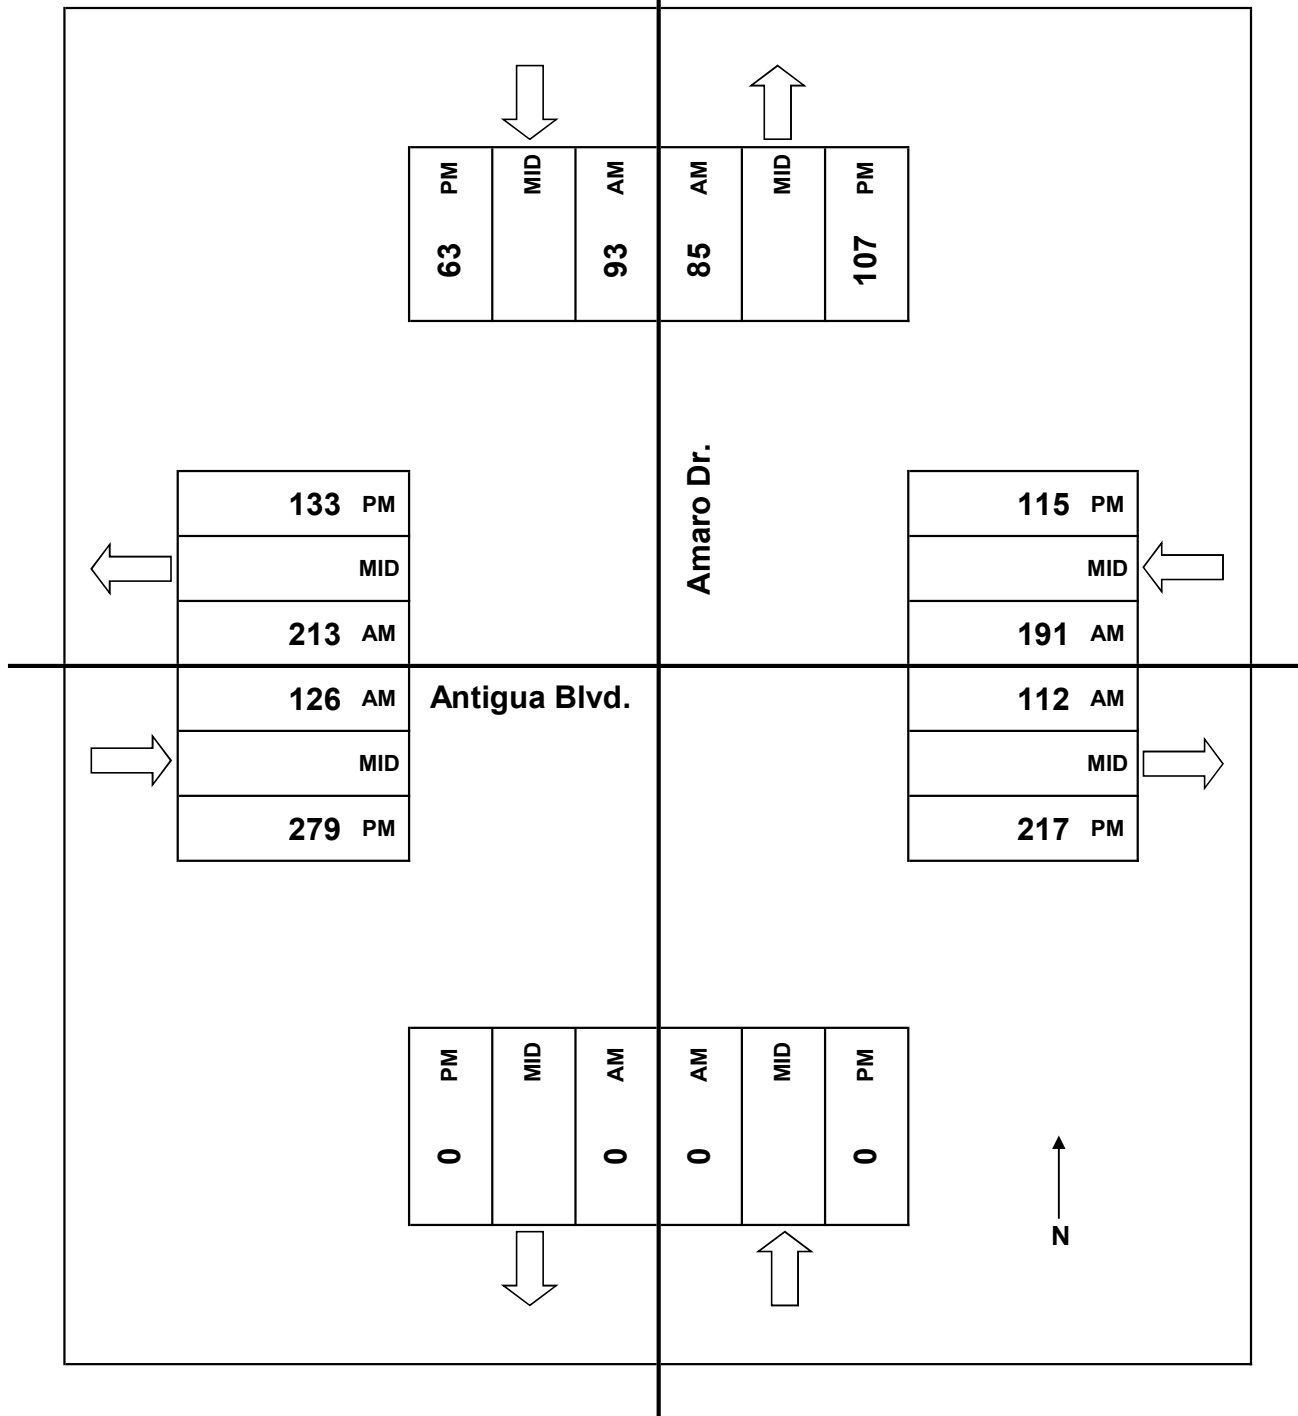 PM MID AM AM MID PM
63 93 85 107
Amaro Dr.
133 PM
MID
213 AM
126 AM
MID
279 PM
Antigua Blvd.
115 PM
MID
191 AM
112 AM
MID
217 PM
PM MID AM AM MID PM
0 0 0 0
N